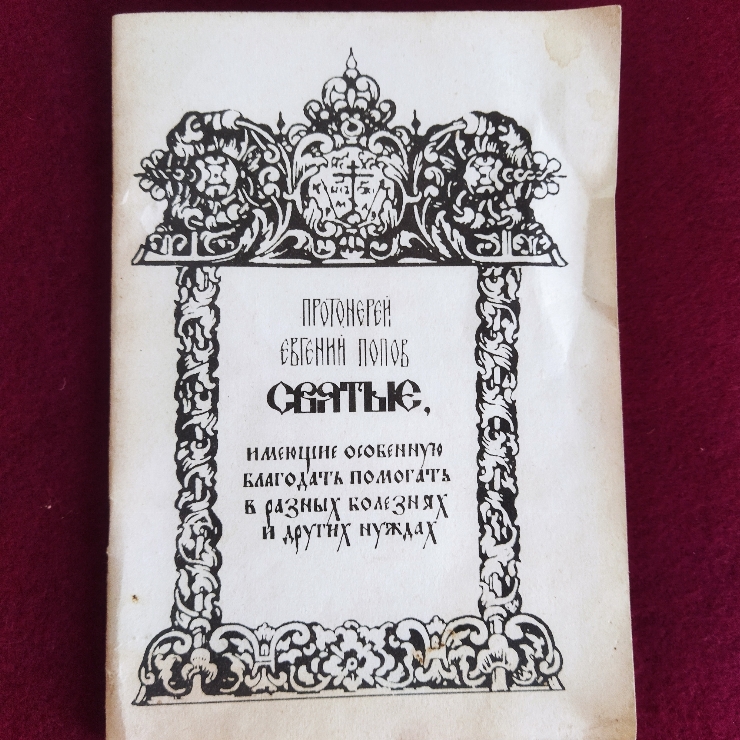 ПРОТОИЕРЕЙ
ЕВГЕНИЙ ПОПОВ
СВЯТЫЕ,
ИМЕЮЩИЕ ОСОБЕННУЮ
БЛАГОДАТЬ ПОМОГАТЬ
В РАЗНЫХ БОЛЕЗНЯХ
И ДРУГИХ НУЖДАХ